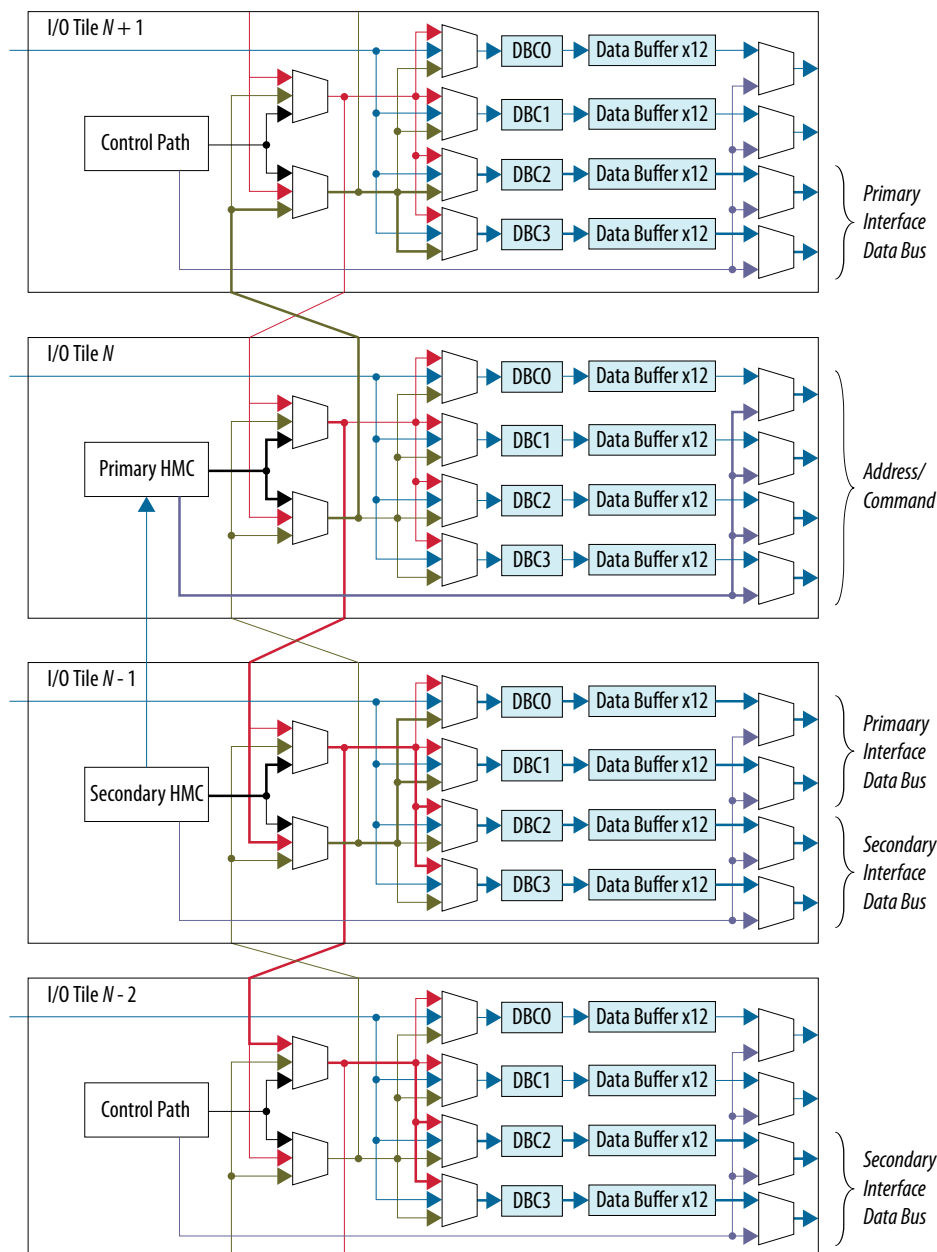 I/O Tile N + 1
DBC0 Data Buffer x12
Control Path
DBC1 Data Buffer x12
DBC2 Data Buffer x12
DBC3 Data Buffer x12
Primary
Interface
Data Bus
I/O Tile N
DBC0 Data Buffer x12
DBC1 Data Buffer x12
Primary HMC
DBC2 Data Buffer x12
DBC3 Data Buffer x12
Address/
Command
I/O Tile N - 1
DBC0 Data Buffer x12
DBC1 Data Buffer x12
Secondary HMC
DBC2 Data Buffer x12
DBC3 Data Buffer x12
Primaary
Interface
Data Bus
Secondary
Interface
Data Bus
I/O Tile N - 2
DBC0 Data Buffer x12
DBC1 Data Buffer x12
Control Path
DBC2 Data Buffer x12
DBC3 Data Buffer x12
Secondary
Interface
Data Bus